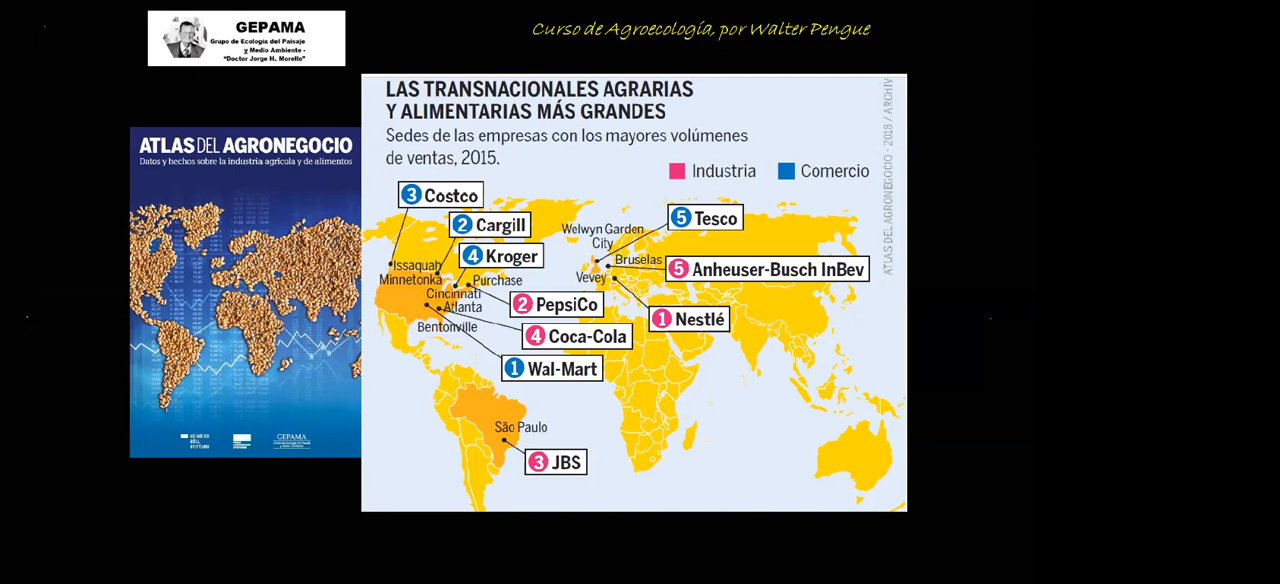 GEPAMA
Grupo de Ecología del Paisaje
y Medio Ambiente -
"Doctor Jorge H. Morello"
Curso de Agroecología, por Walter Pengue
ATLAS DEL AGRONEGOCIO
Datos y hechos sobre la industria agrícola y de alimentos
HEINRICH
BÖLL
STIFTUNG
GEPAMA
LAS TRANSNACIONALES AGRARIAS
Y ALIMENTARIAS MÁS GRANDES
Sedes de las empresas con los mayores volúmenes
de ventas, 2015.
Industria
Comercio
ATLAS DEL AGRONEGOCIO - 2018 / ARCHIV
3 Costco
2 Cargill
4 Kroger
5 Tesco
Welwyn Garden
City
Bruselas
5 Anheuser-Busch InBev
Issaquah
Minnetonka
Purchase
Vevey
Cincinnati
2 PepsiCo
1 Nestlé
Atlanta
Bentonville
4 Coca-Cola
1 Wal-Mart
São Paulo
3 JBS